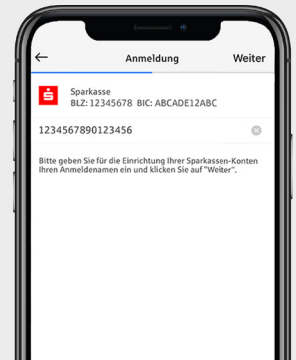 Anmeldung
Weiter
Sparkasse
BLZ: 12345678 BIC: ABCADE12ABC
1234567890123456
Bitte geben Sie für die Einrichtung Ihrer Sparkassen-Konten
Ihren Anmeldenamen ein und klicken Sie auf "Weiter".